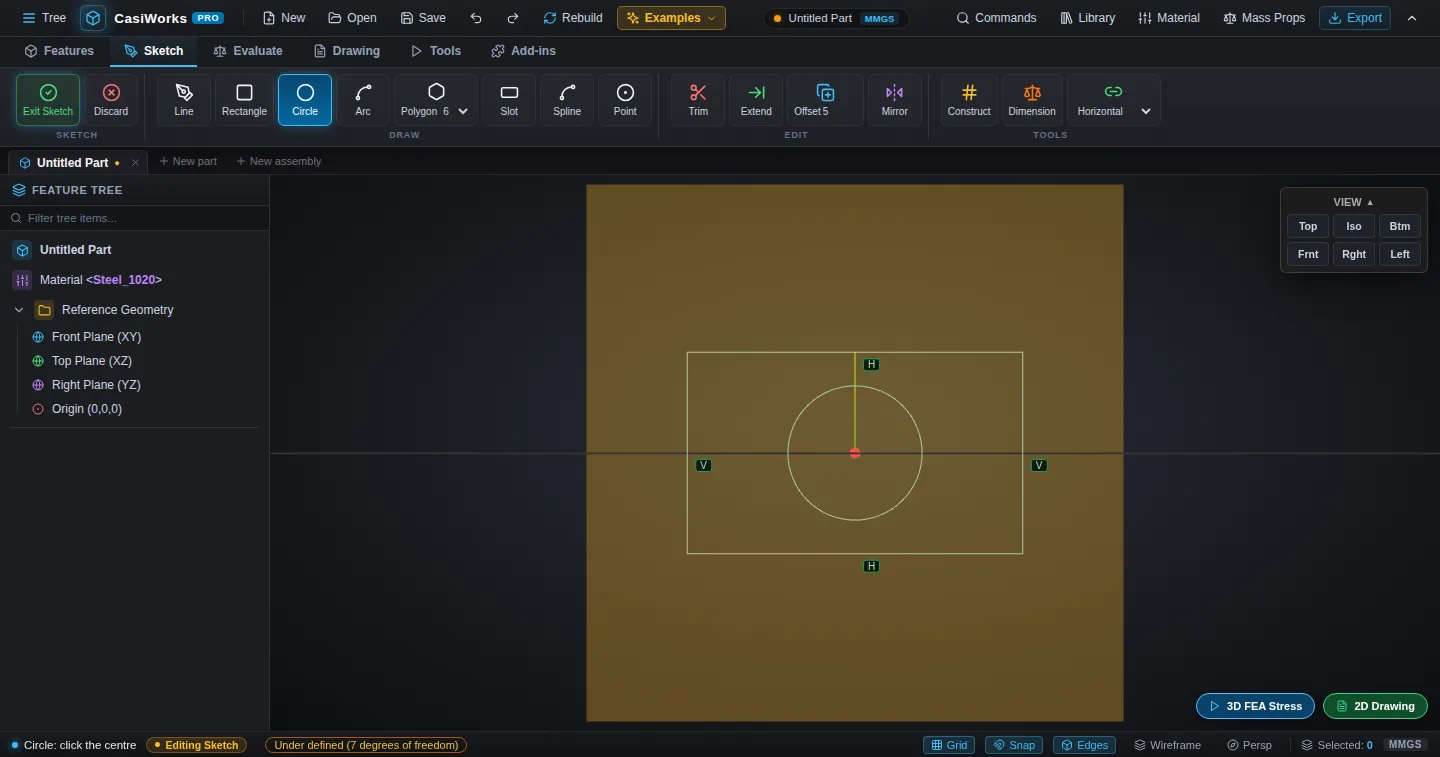 Tree CasiWorks PRO New Open Save Rebuild Examples Untitled Part MMGS Commands Library Material Mass Props Export
Features Sketch Evaluate Drawing Tools Add-ins
Exit Sketch Discard Line Rectangle Circle Arc Polygon 6 Slot Spline Point Trim Extend Offset 5 Mirror Construct Dimension Horizontal
SKETCH DRAW EDIT TOOLS
Untitled Part New part New assembly
FEATURE TREE
Filter tree items...
Untitled Part
Material <Steel_1020>
Reference Geometry
Front Plane (XY)
Top Plane (XZ)
Right Plane (YZ)
Origin (0,0,0)
VIEW ▲
Top Iso Btm
Frnt Rght Left
H
V V
H
3D FEA Stress 2D Drawing
Circle: click the centre Editing Sketch Under defined (7 degrees of freedom) Grid Snap Edges Wireframe Persp Selected: 0 MMGS